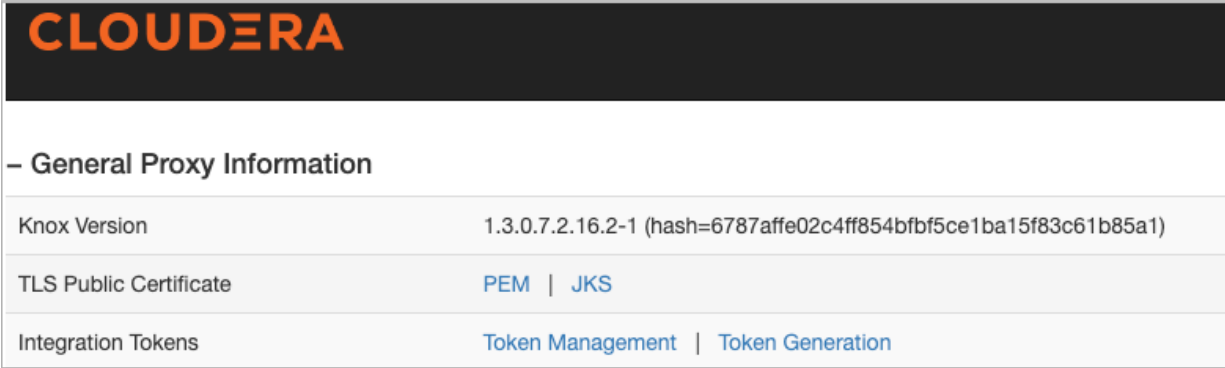 CLOUDERA
– General Proxy Information
Knox Version 1.3.0.7.2.16.2-1 (hash=6787affe02c4ff854bfbf5ce1ba15f83c61b85a1)
TLS Public Certificate PEM | JKS
Integration Tokens Token Management | Token Generation